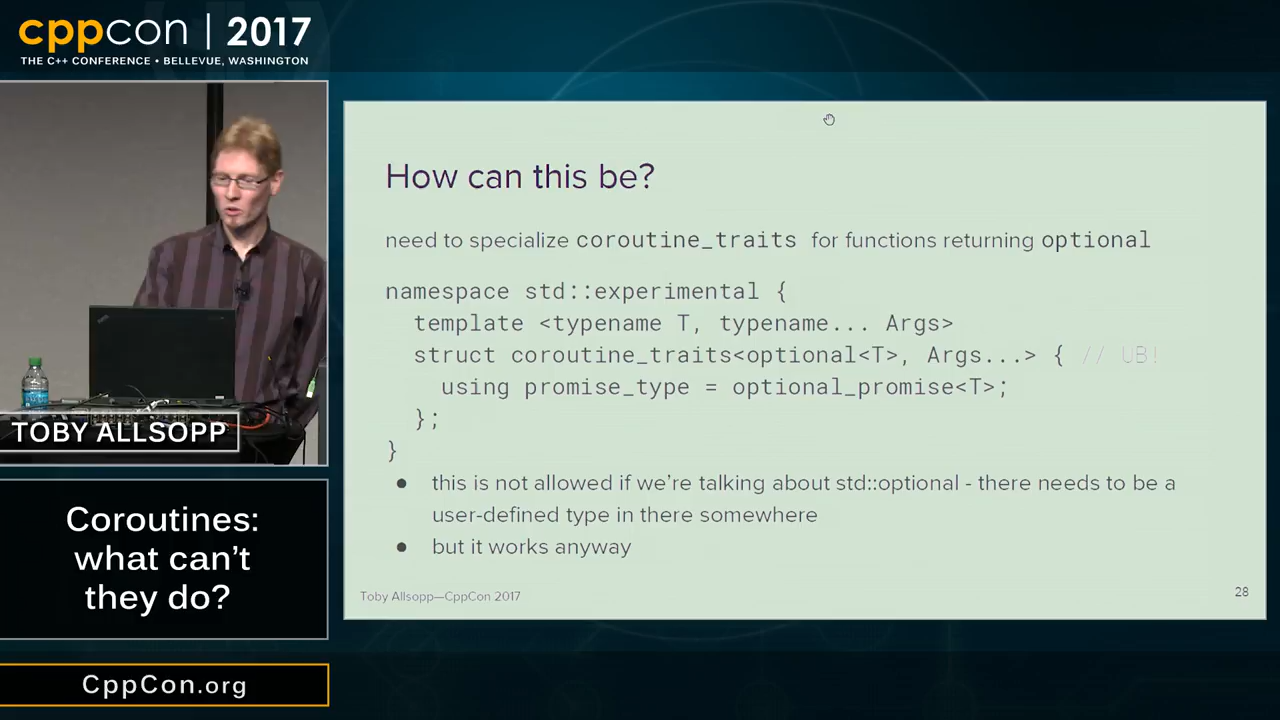 cppcon | 2017
THE C++ CONFERENCE • BELLEVUE, WASHINGTON
TOBY ALLSOPP
Coroutines:
what can't
they do?
CppCon.org
How can this be?
need to specialize coroutine_traits for functions returning optional
namespace std::experimental {
template <typename T, typename... Args>
struct coroutine_traits<optional<T>, Args...> { // UB!
using promise_type = optional_promise<T>;
};
}
● this is not allowed if we're talking about std::optional - there needs to be a
user-defined type in there somewhere
● but it works anyway
Toby Allsopp—CppCon 2017
28